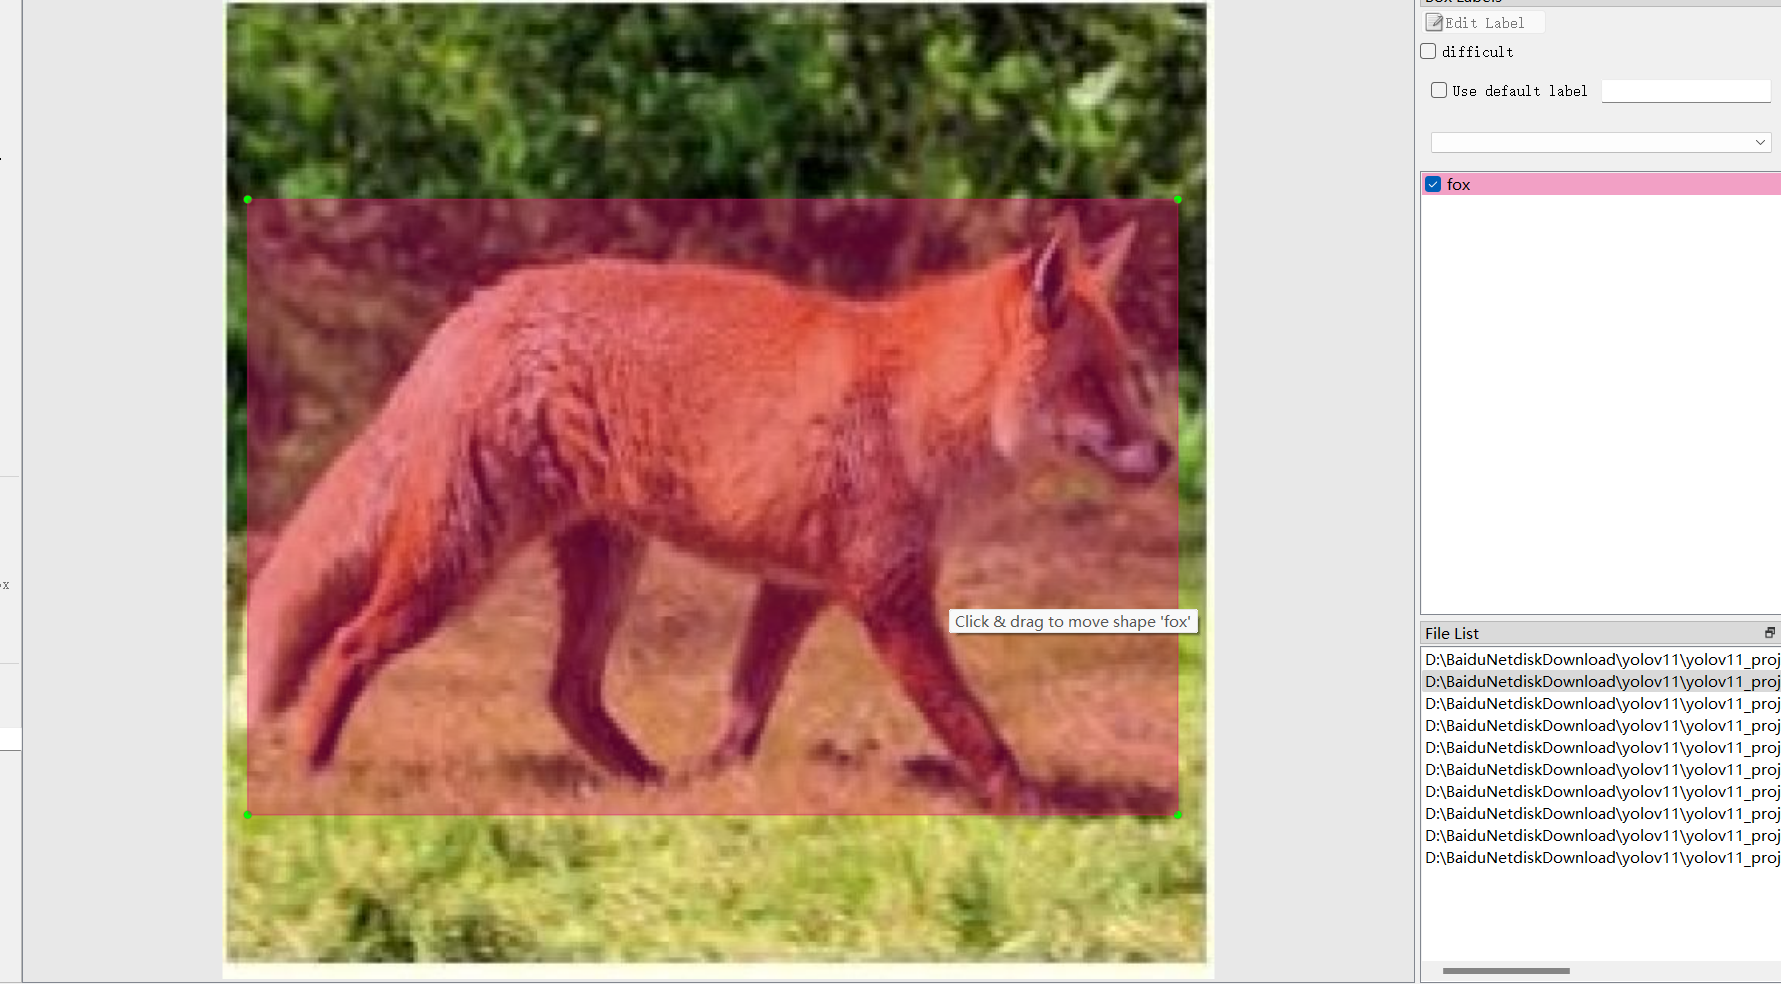 Box Labels
Edit Label
difficult
Use default label
fox
Click & drag to move shape 'fox'
File List
D:\BaiduNetdiskDownload\yolov11\yolov11_proj
D:\BaiduNetdiskDownload\yolov11\yolov11_proj
D:\BaiduNetdiskDownload\yolov11\yolov11_proj
D:\BaiduNetdiskDownload\yolov11\yolov11_proj
D:\BaiduNetdiskDownload\yolov11\yolov11_proj
D:\BaiduNetdiskDownload\yolov11\yolov11_proj
D:\BaiduNetdiskDownload\yolov11\yolov11_proj
D:\BaiduNetdiskDownload\yolov11\yolov11_proj
D:\BaiduNetdiskDownload\yolov11\yolov11_proj
D:\BaiduNetdiskDownload\yolov11\yolov11_proj